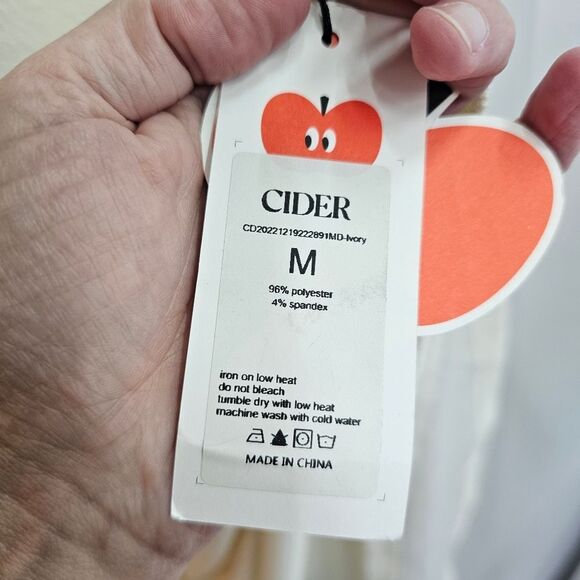 CIDER
CD20221219222891MD-Ivory
M
96% polyester
4% spandex
iron on low heat
do not bleach
tumble dry with low heat
machine wash with cold water
MADE IN CHINA